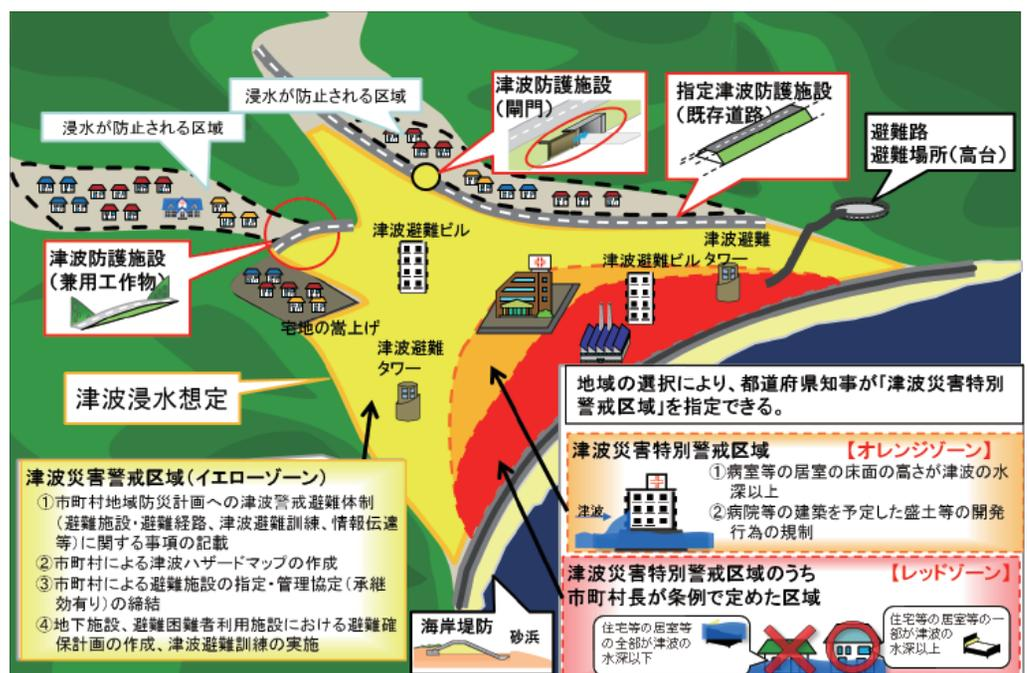 浸水が防止される区域
浸水が防止される区域
津波防護施設
(閘門)
指定津波防護施設
(既存道路)
避難路
避難場所(高台)
津波防護施設
(兼用工作物)
津波避難ビル
津波避難
タワー
津波避難ビル
宅地の嵩上げ
津波避難
タワー
津波浸水想定
地域の選択により、都道府県知事が「津波災害特別
警戒区域」を指定できる。
津波災害警戒区域(イエローゾーン)
①市町村地域防災計画への津波警戒避難体制
(避難施設・避難経路、津波避難訓練、情報伝達
等)に関する事項の記載
②市町村による津波ハザードマップの作成
③市町村による避難施設の指定・管理協定(承継
効有り)の締結
④地下施設、避難困難者利用施設における避難確
保計画の作成、津波避難訓練の実施
海岸堤防
砂浜
津波災害特別警戒区域 【オレンジゾーン】
津波
①病室等の居室の床面の高さが津波の水
深以上
②病院等の建築を予定した盛土等の開発
行為の規制
津波災害特別警戒区域のうち 【レッドゾーン】
市町村長が条例で定めた区域
住宅等の居室等
の全部が津波の
水深以下
住宅等の居室等の一
部が津波の
水深以上